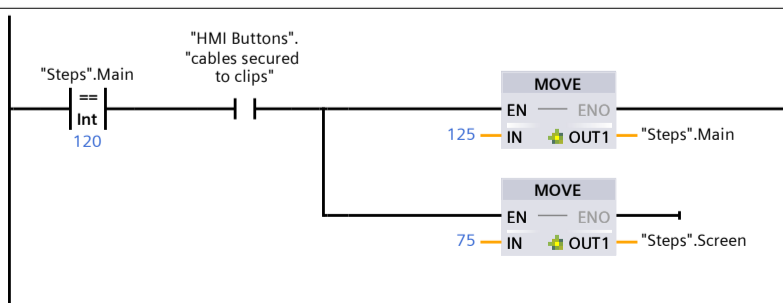 "HMI Buttons".
"cables secured
to clips"
"Steps".Main
==
Int
120
MOVE
EN ENO
125 IN OUT1 "Steps".Main
MOVE
EN ENO
75 IN OUT1 "Steps".Screen